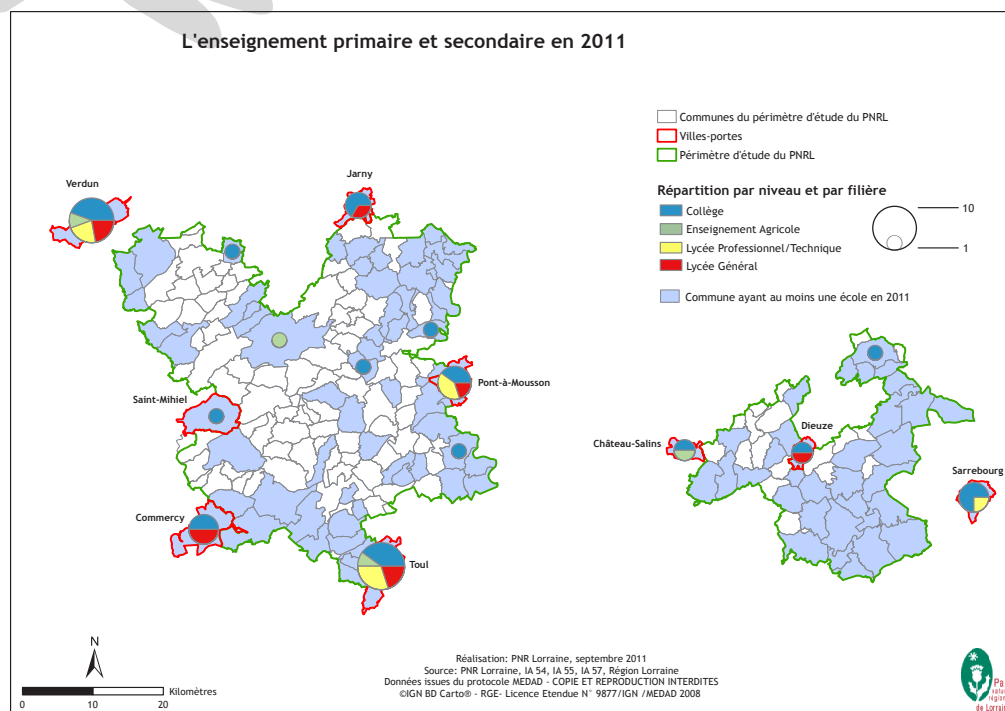 L'enseignement primaire et secondaire en 2011
Communes du périmètre d'étude du PNRL
Villes-portes
Périmètre d'étude du PNRL
Répartition par niveau et par filière
Collège
Enseignement Agricole
Lycée Professionnel/Technique
Lycée Général
10
1
Commune ayant au moins une école en 2011
Verdun
Jarny
Pont-à-Mousson
Saint-Mihiel
Commercy
Toul
Château-Salins
Dieuze
Sarrebourg
N
Kilomètres
0 10 20
Réalisation: PNR Lorraine, septembre 2011
Source: PNR Lorraine, IA 54, IA 55, IA 57, Région Lorraine
Données issues du protocole MEDAD - COPIE ET REPRODUCTION INTERDITES
©IGN BD Carto® - RGE- Licence Etendue N° 9877/IGN /MEDAD 2008
de Lorrain